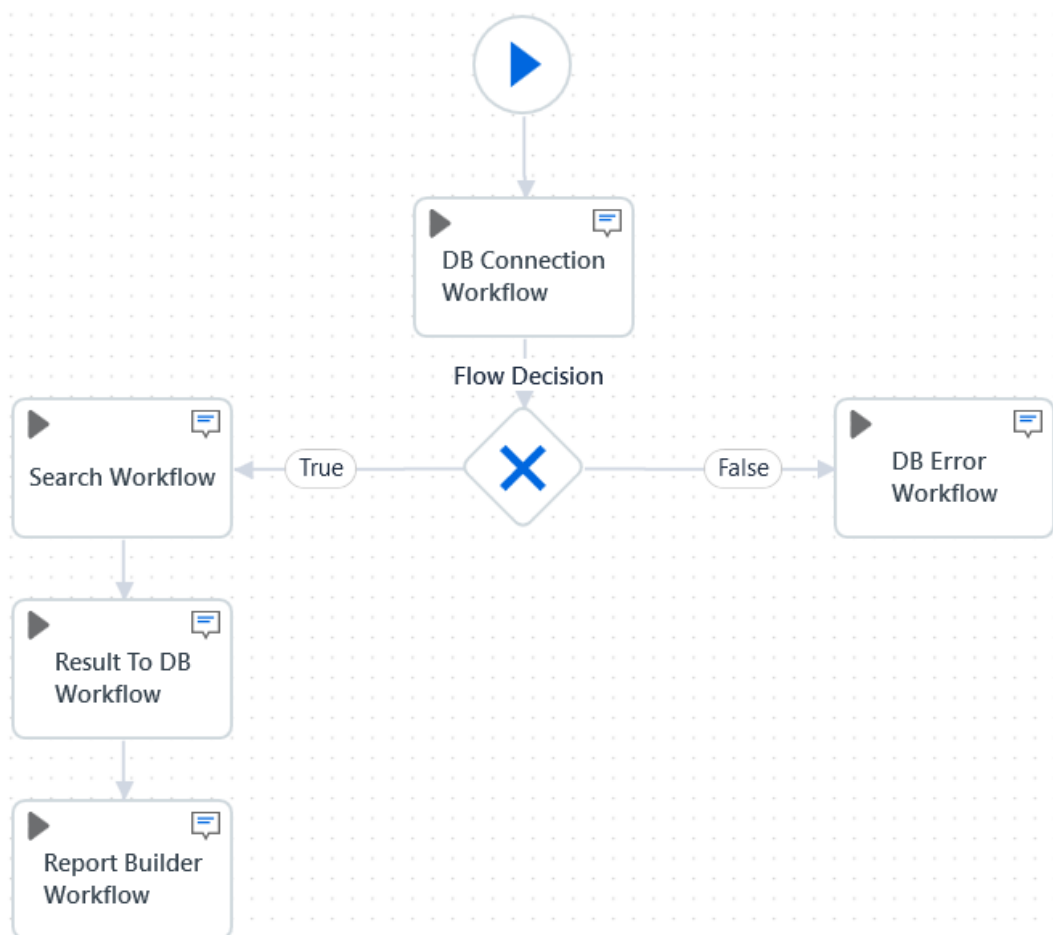 DB Connection
Workflow
Flow Decision
Search Workflow
True
False
DB Error
Workflow
Result To DB
Workflow
Report Builder
Workflow